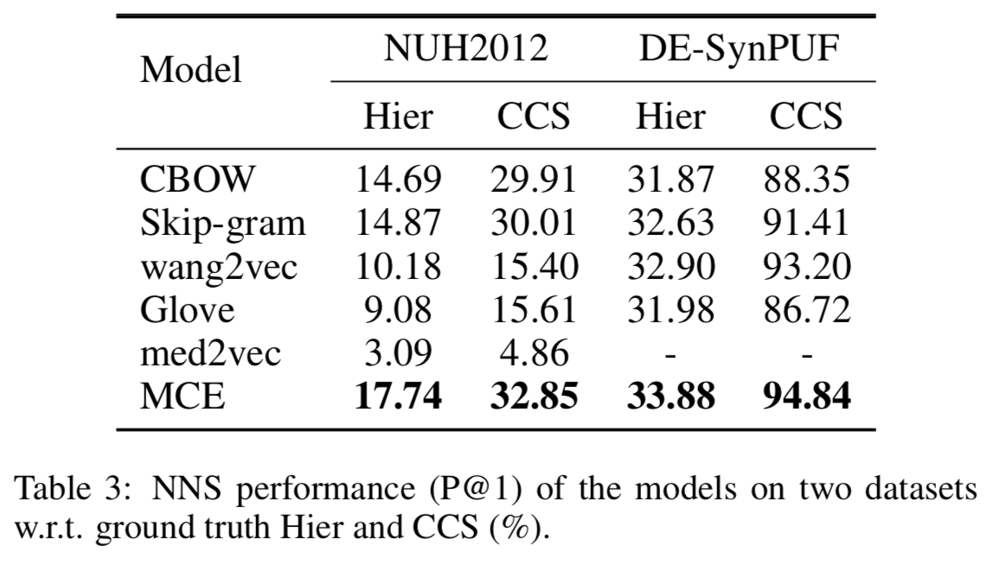 Model NUH2012 DE-SynPUF
Hier CCS Hier CCS
CBOW 14.69 29.91 31.87 88.35
Skip-gram 14.87 30.01 32.63 91.41
wang2vec 10.18 15.40 32.90 93.20
Glove 9.08 15.61 31.98 86.72
med2vec 3.09 4.86 - -
MCE 17.74 32.85 33.88 94.84
Table 3: NNS performance (P@1) of the models on two datasets
w.r.t. ground truth Hier and CCS (%).